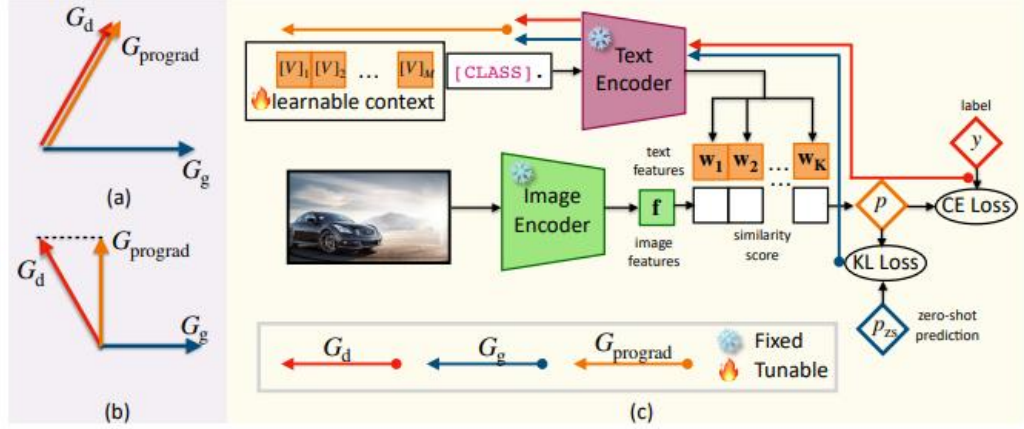 G_d
G_prograd
G_g
(a)
G_prograd
G_d
G_g
(b)
[V]_1 [V]_2 ... [V]_M
learnable context
[CLASS].
Text
Encoder
Image
Encoder
f
image
features
text
features
w_1 w_2 ... w_K
...
similarity
score
label
y
p
CE Loss
KL Loss
p_zs
zero-shot
prediction
G_d G_g G_prograd
Fixed
Tunable
(c)